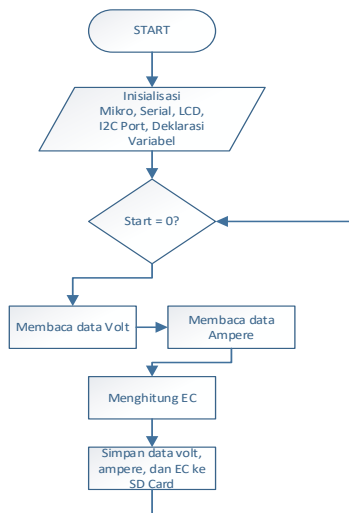 START
Inisialisasi
Mikro, Serial, LCD,
I2C Port, Deklarasi
Variabel
Start = 0?
Membaca data Volt
Membaca data
Ampere
Menghitung EC
Simpan data volt,
ampere, dan EC ke
SD Card